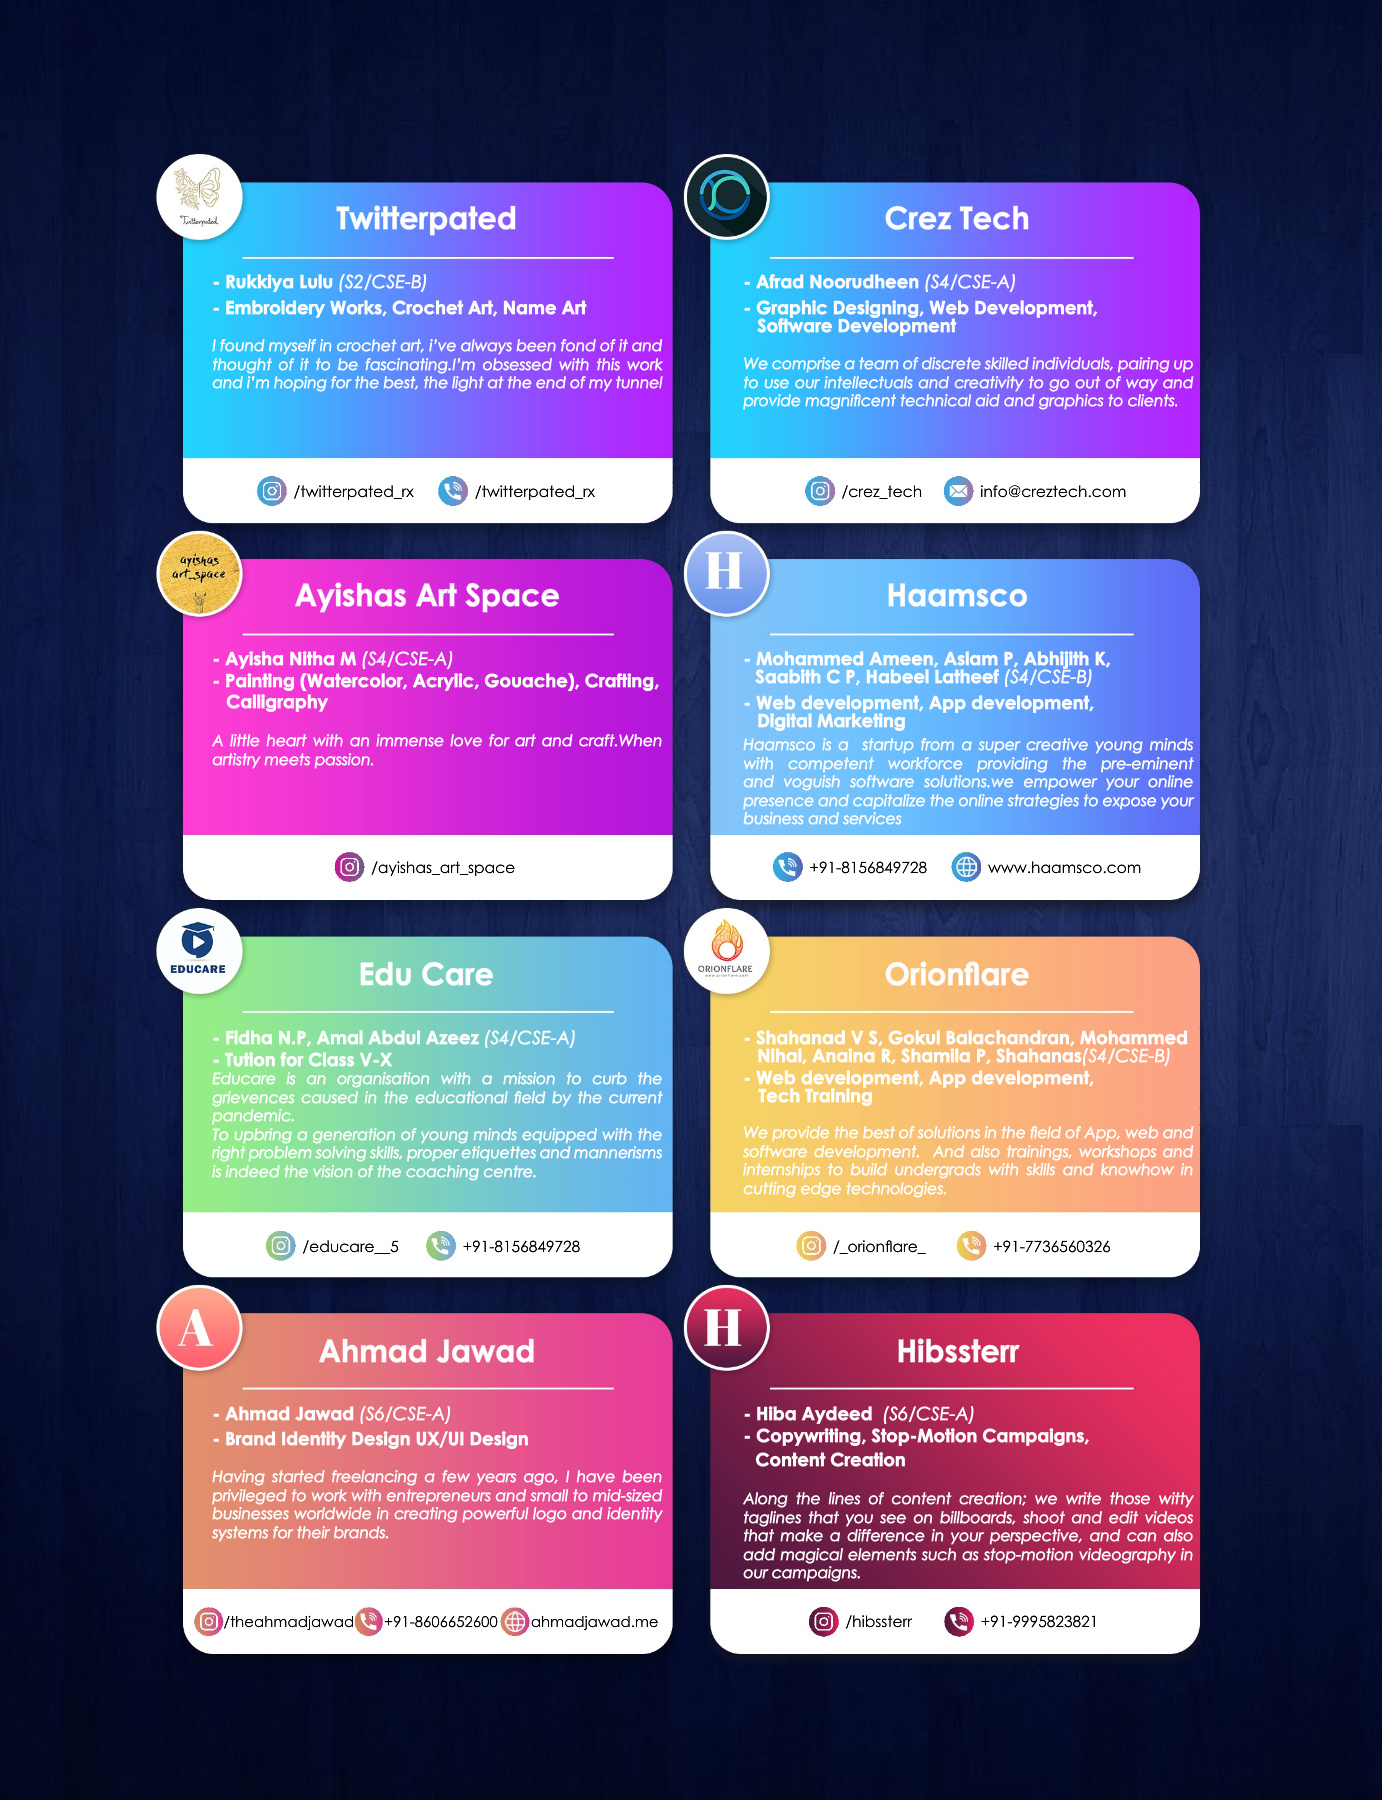 Twitterpated
Twitterpated
- Rukkiya Lulu (S2/CSE-B)
- Embroidery Works, Crochet Art, Name Art
I found myself in crochet art, i've always been fond of it and
thought of it to be fascinating.I'm obsessed with this work
and i'm hoping for the best, the light at the end of my tunnel
/twitterpated_rx /twitterpated_rx
Crez Tech
- Afrad Noorudheen (S4/CSE-A)
- Graphic Designing, Web Development,
Software Development
We comprise a team of discrete skilled individuals, pairing up
to use our intellectuals and creativity to go out of way and
provide magnificent technical aid and graphics to clients.
/crez_tech info@creztech.com
ayishas
art_space
Ayishas Art Space
- Ayisha Nitha M (S4/CSE-A)
- Painting (Watercolor, Acrylic, Gouache), Crafting,
Calligraphy
A little heart with an immense love for art and craft.When
artistry meets passion.
/ayishas_art_space
H
Haamsco
- Mohammed Ameen, Aslam P, Abhijith K,
Saabith C P, Habeel Latheef (S4/CSE-B)
- Web development, App development,
Digital Marketing
Haamsco is a startup from a super creative young minds
with competent workforce providing the pre-eminent
and voguish software solutions.we empower your online
presence and capitalize the online strategies to expose your
business and services
+91-8156849728 www.haamsco.com
EDUCARE
Edu Care
- Fidha N.P, Amal Abdul Azeez (S4/CSE-A)
- Tution for Class V-X
Educare is an organisation with a mission to curb the
grievences caused in the educational field by the current
pandemic.
To upbring a generation of young minds equipped with the
right problem solving skills, proper etiquettes and mannerisms
is indeed the vision of the coaching centre.
/educare__5 +91-8156849728
ORIONFLARE
www.orionflare.com
Orionflare
- Shahanad V S, Gokul Balachandran, Mohammed
Nihal, Anaina R, Shamila P, Shahanas(S4/CSE-B)
- Web development, App development,
Tech Training
We provide the best of solutions in the field of App, web and
software development. And also trainings, workshops and
internships to build undergrads with skills and knowhow in
cutting edge technologies.
/_orionflare_ +91-7736560326
A
Ahmad Jawad
- Ahmad Jawad (S6/CSE-A)
- Brand Identity Design UX/UI Design
Having started freelancing a few years ago, I have been
privileged to work with entrepreneurs and small to mid-sized
businesses worldwide in creating powerful logo and identity
systems for their brands.
/theahmadjawad +91-8606652600 ahmadjawad.me
H
Hibssterr
- Hiba Aydeed (S6/CSE-A)
- Copywriting, Stop-Motion Campaigns,
Content Creation
Along the lines of content creation; we write those witty
taglines that you see on billboards, shoot and edit videos
that make a difference in your perspective, and can also
add magical elements such as stop-motion videography in
our campaigns.
/hibssterr +91-9995823821